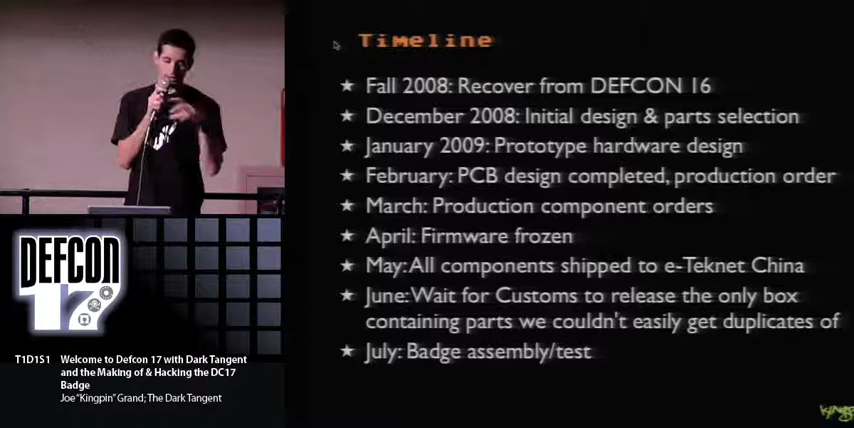 Timeline
★ Fall 2008: Recover from DEFCON 16
★ December 2008: Initial design & parts selection
★ January 2009: Prototype hardware design
★ February: PCB design completed, production order
★ March: Production component orders
★ April: Firmware frozen
★ May: All components shipped to e-Teknet China
★ June: Wait for Customs to release the only box
containing parts we couldn't easily get duplicates of
★ July: Badge assembly/test
DEFCON
17
T1D1S1 Welcome to Defcon 17 with Dark Tangent
and the Making of & Hacking the DC17
Badge
Joe "Kingpin" Grand; The Dark Tangent